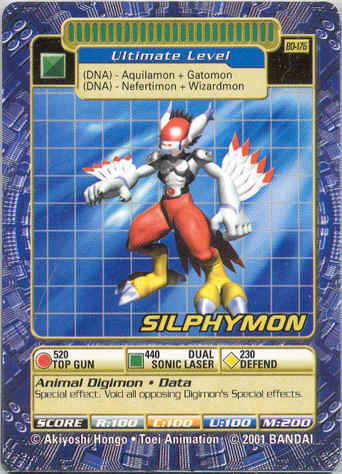 Ultimate Level
BO-176
(DNA) - Aquilamon + Gatomon
(DNA) - Nefertimon + Wizardmon
SILPHYMON
520 TOP GUN
440 DUAL SONIC LASER
230 DEFEND
Animal Digimon • Data
Special effect: Void all opposing Digimon's Special effects.
SCORE R:100 C:100 U:100 M:200
© Akiyoshi Hongo • Toei Animation © 2001 BANDAI